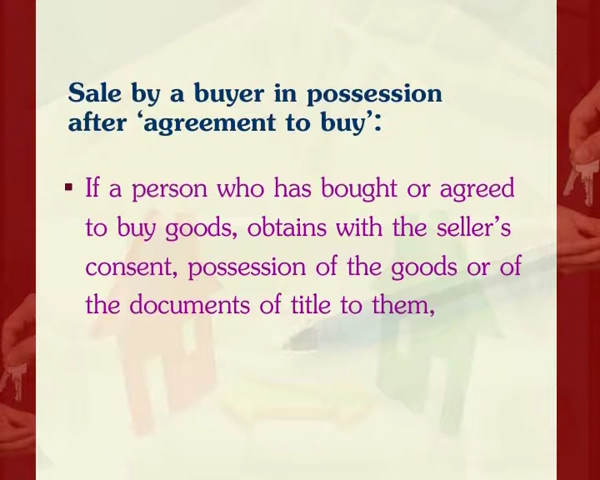 Sale by a buyer in possession
after ‘agreement to buy’:
▪ If a person who has bought or agreed
to buy goods, obtains with the seller’s
consent, possession of the goods or of
the documents of title to them,